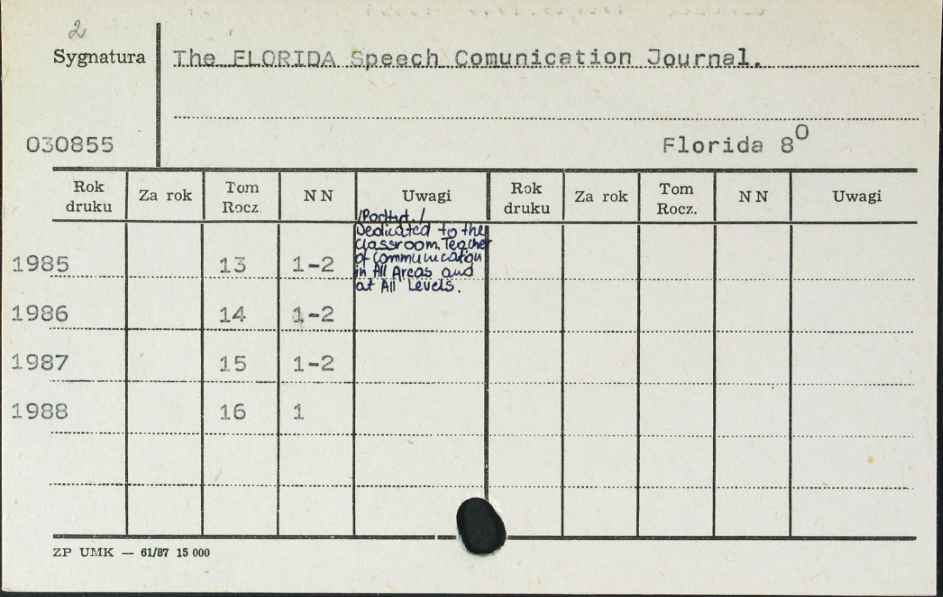 2
Sygnatura The FLORIDA Speech Comunication Journal.
030855 Florida 8⁰
Rok druku Za rok Tom Rocz. N N Uwagi Rok druku Za rok Tom Rocz. N N Uwagi
/Podtyt./
Dedicated to the
Classroom Teacher
of Communication
in All Areas and
at All Levels.
1985 13 1-2
1986 14 1-2
1987 15 1-2
1988 16 1
ZP UMK — 61/87 15 000